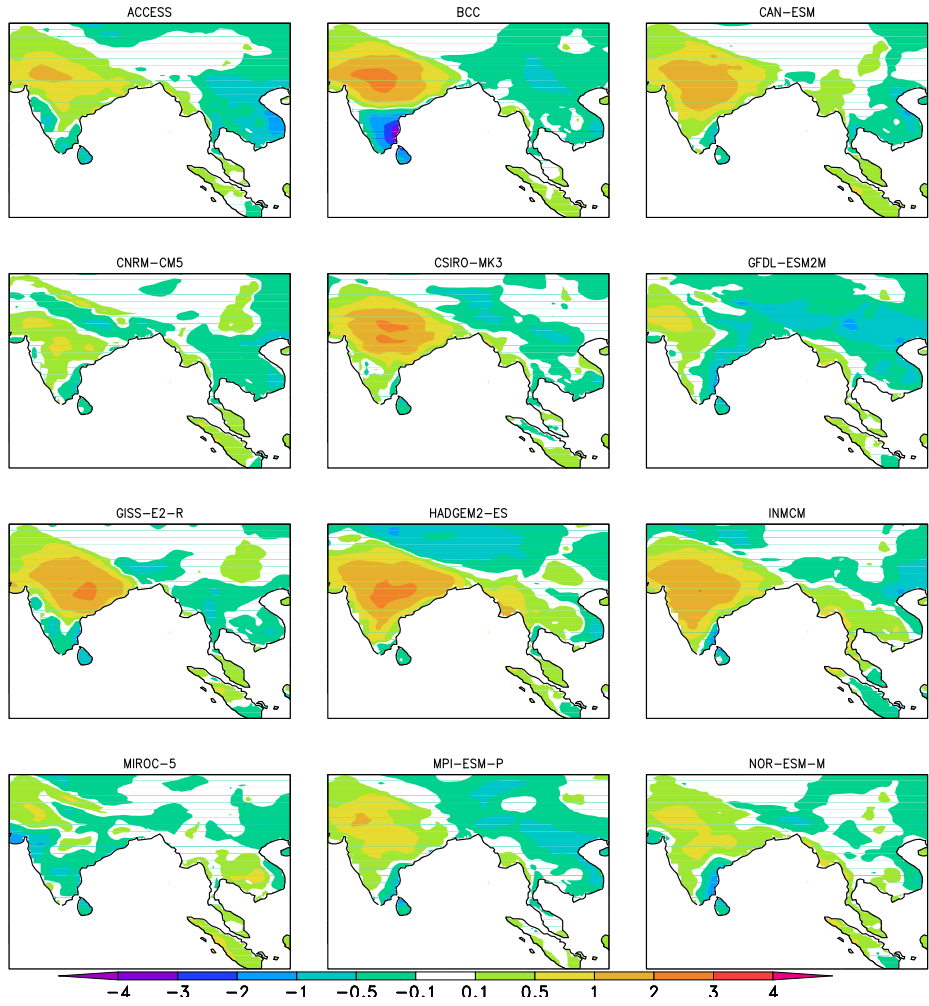 ACCESS BCC CAN-ESM
CNRM-CM5 CSIRO-MK3 GFDL-ESM2M
GISS-E2-R HADGEM2-ES INMCM
MIROC-5 MPI-ESM-P NOR-ESM-M
-4 -3 -2 -1 -0.5 -0.1 0.1 0.5 1 2 3 4